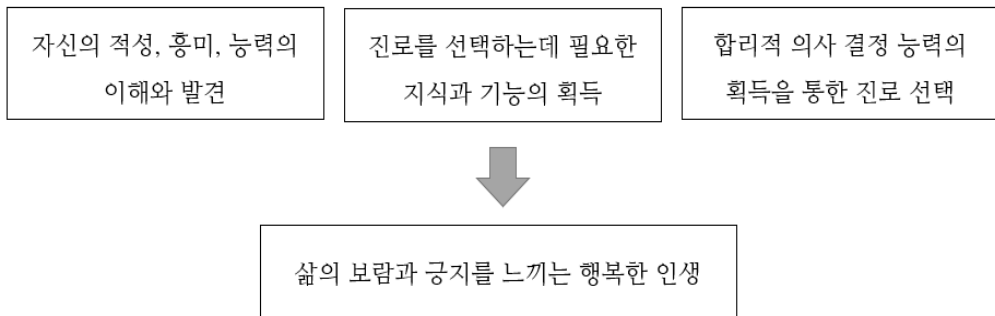 자신의 적성, 흥미, 능력의
이해와 발견
진로를 선택하는데 필요한
지식과 기능의 획득
합리적 의사 결정 능력의
획득을 통한 진로 선택
삶의 보람과 긍지를 느끼는 행복한 인생